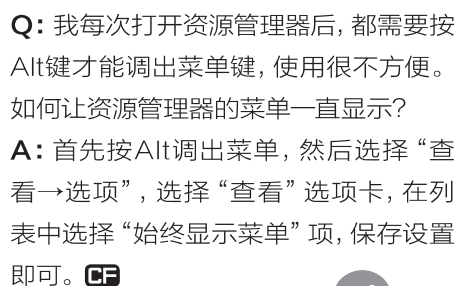 Q：我每次打开资源管理器后，都需要按
Alt键才能调出菜单键，使用很不方便。
如何让资源管理器的菜单一直显示？
A：首先按Alt调出菜单，然后选择“查
看→选项”，选择“查看”选项卡，在列
表中选择“始终显示菜单”项，保存设置
即可。CF